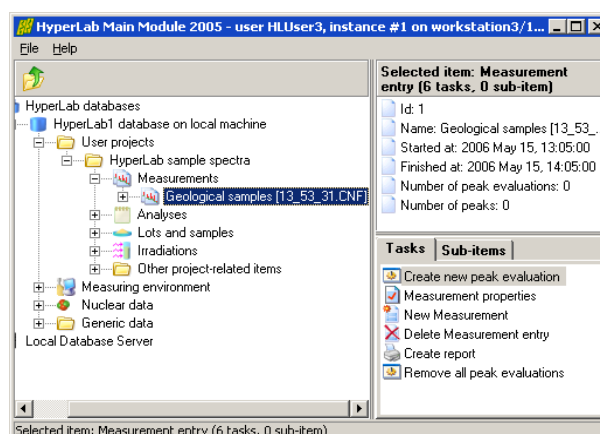 HyperLab Main Module 2005 - user HLUser3, instance #1 on workstation3/1...
File Help
HyperLab databases
HyperLab1 database on local machine
User projects
HyperLab sample spectra
Measurements
Geological samples [13_53_31.CNF]
Analyses
Lots and samples
Irradiations
Other project-related items
Measuring environment
Nuclear data
Generic data
Local Database Server
Selected item: Measurement
entry (6 tasks, 0 sub-item)
Id: 1
Name: Geological samples [13_53_...
Started at: 2006 May 15, 13:05:00
Finished at: 2006 May 15, 14:05:00
Number of peak evaluations: 0
Number of peaks: 0
Tasks Sub-items
Create new peak evaluation
Measurement properties
New Measurement
Delete Measurement entry
Create report
Remove all peak evaluations
Selected item: Measurement entry (6 tasks, 0 sub-item)